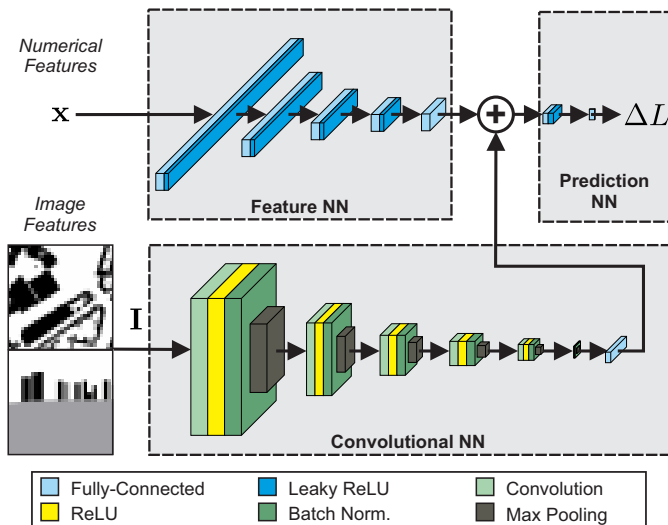 Numerical
Features
x
Feature NN
+
ΔL
Prediction
NN
Image
Features
I
Convolutional NN
Fully-Connected
Leaky ReLU
Convolution
ReLU
Batch Norm.
Max Pooling